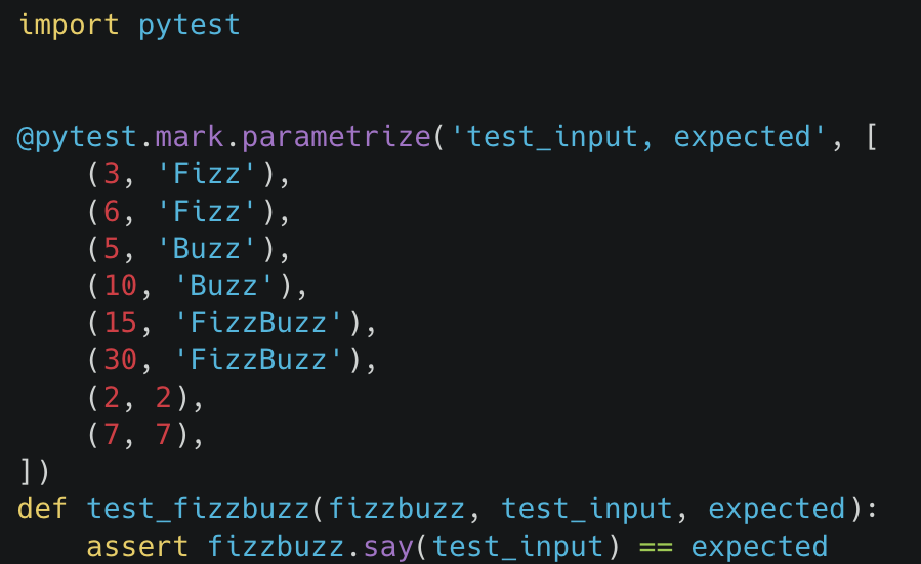 import pytest
@pytest.mark.parametrize('test_input, expected', [
    (3, 'Fizz'),
    (6, 'Fizz'),
    (5, 'Buzz'),
    (10, 'Buzz'),
    (15, 'FizzBuzz'),
    (30, 'FizzBuzz'),
    (2, 2),
    (7, 7),
])
def test_fizzbuzz(fizzbuzz, test_input, expected):
    assert fizzbuzz.say(test_input) == expected